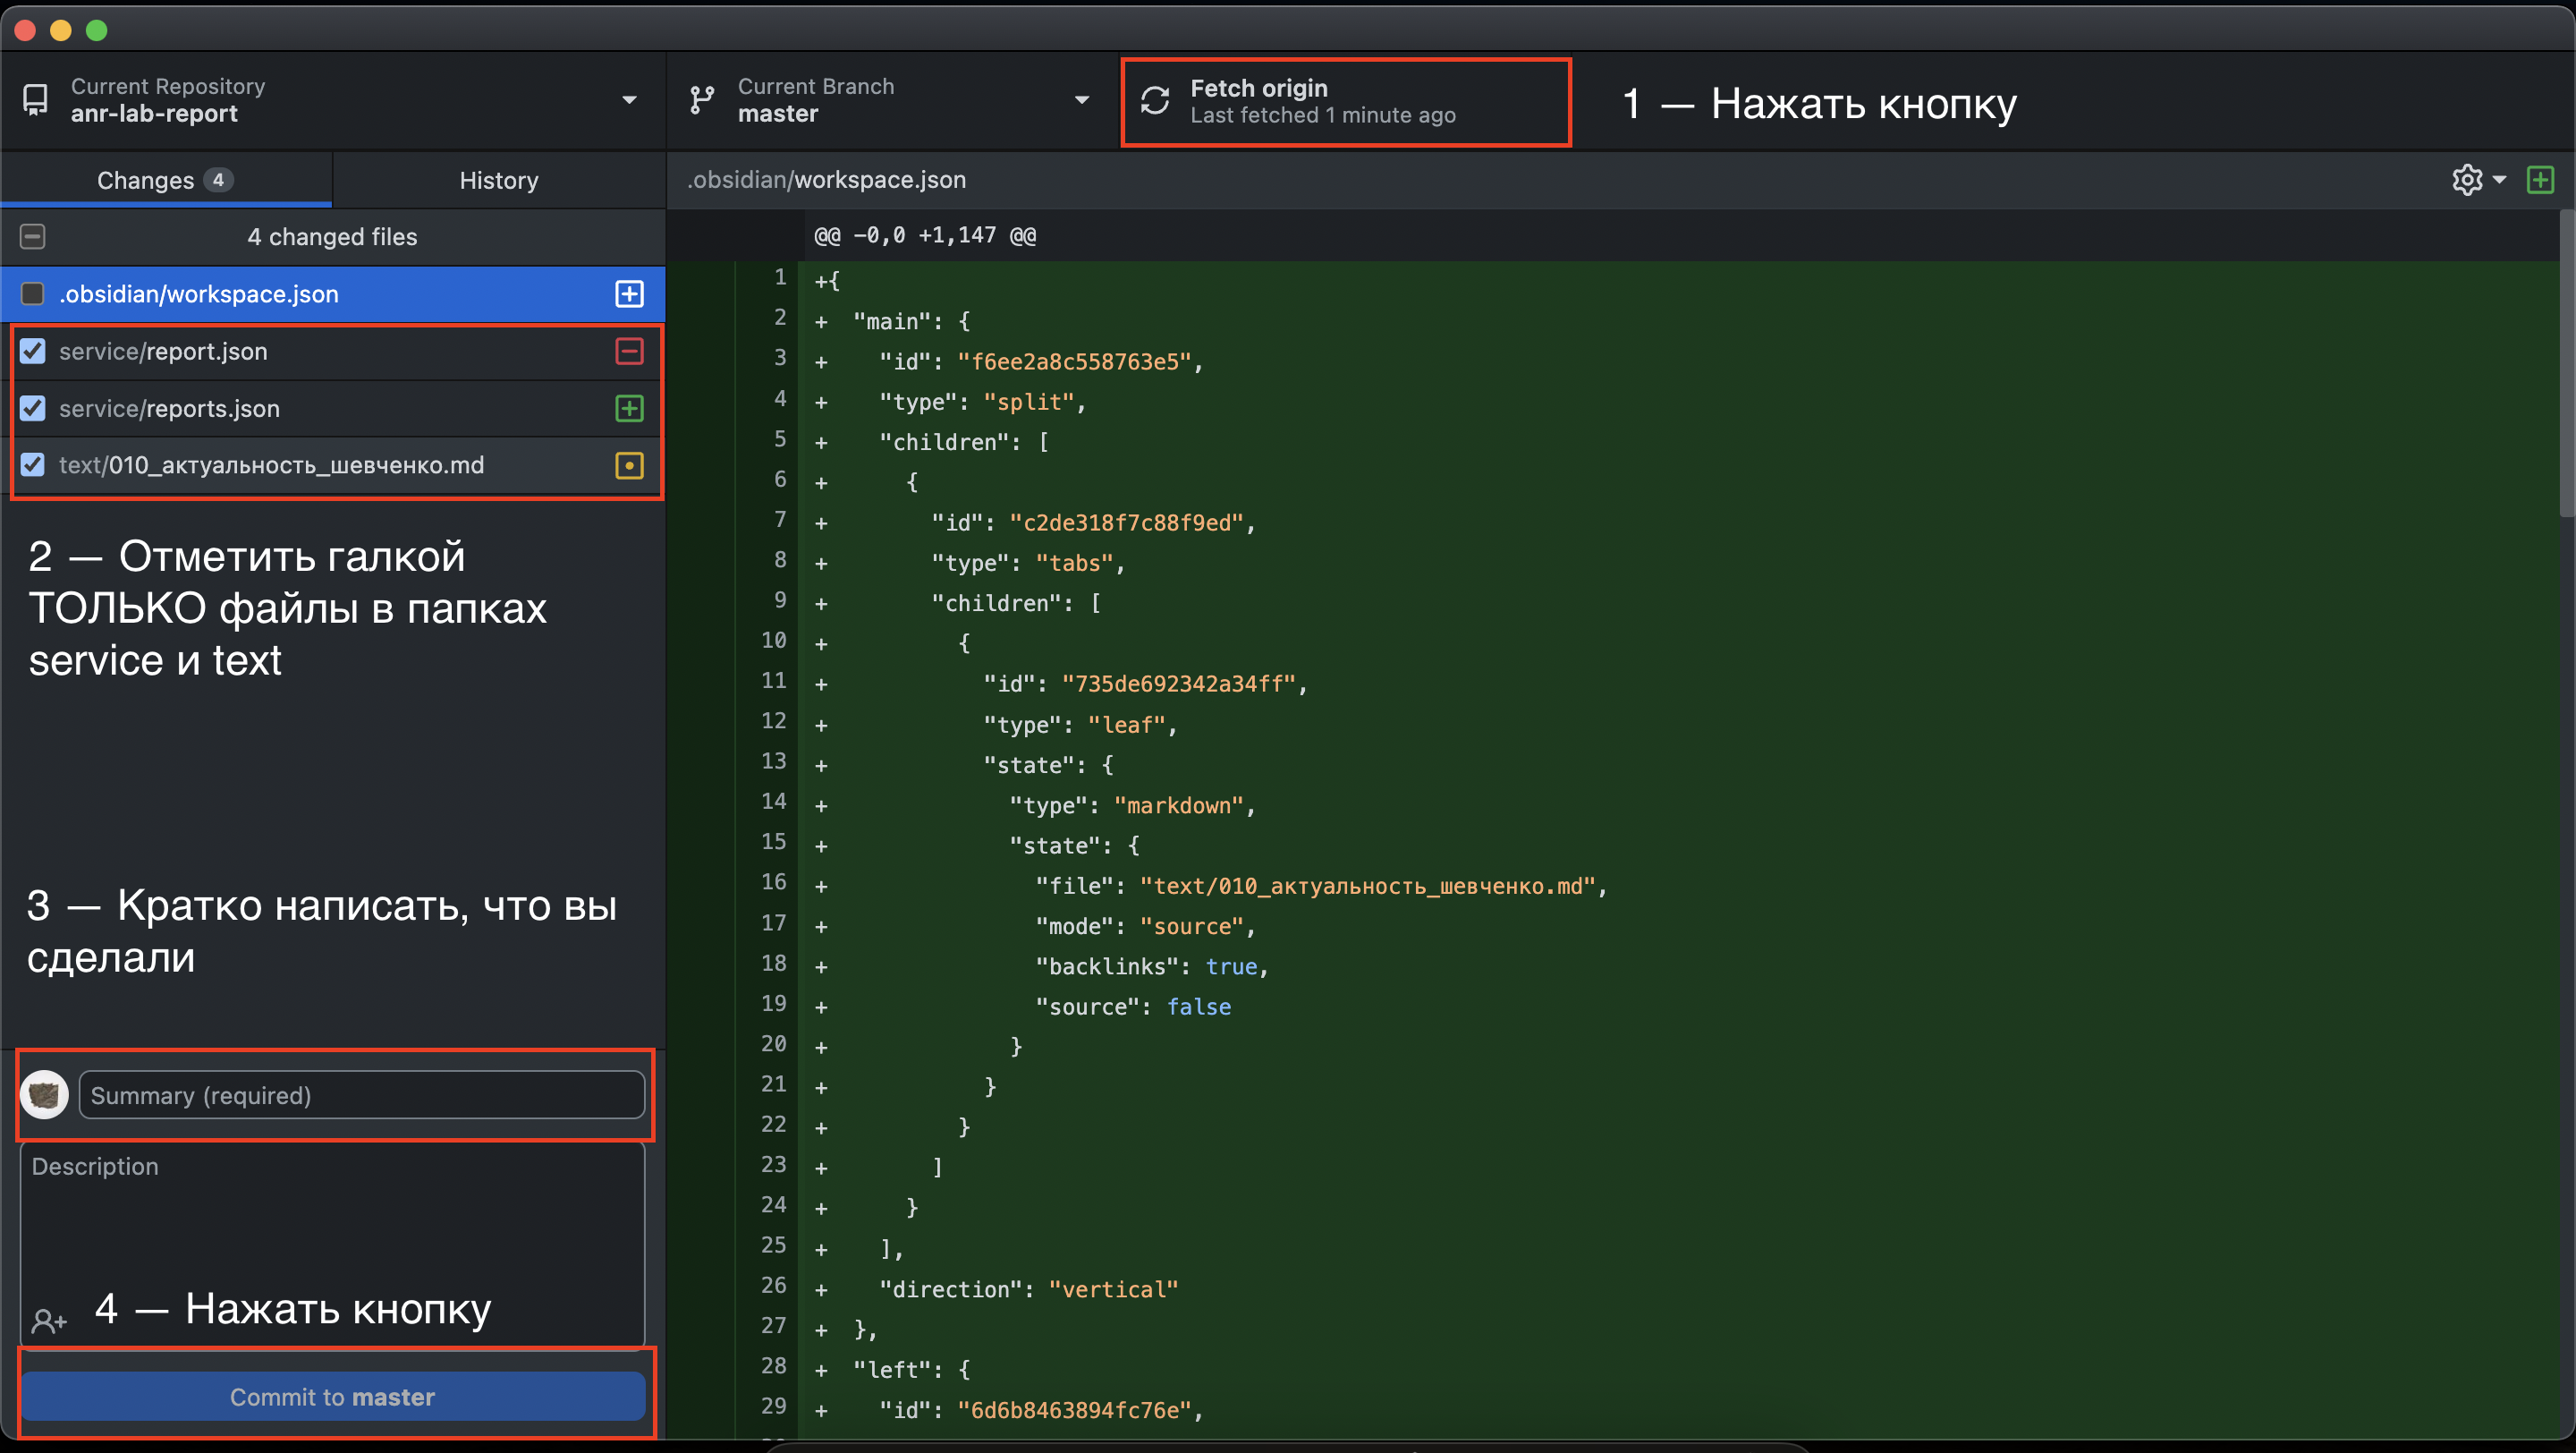 Current Repository
anr-lab-report
Current Branch
master
Fetch origin
Last fetched 1 minute ago
1 — Нажать кнопку
Changes 4
History
.obsidian/workspace.json
4 changed files
.obsidian/workspace.json
service/report.json
service/reports.json
text/010_актуальность_шевченко.md
2 — Отметить галкой
ТОЛЬКО файлы в папках
service и text
3 — Кратко написать, что вы
сделали
Summary (required)
Description
4 — Нажать кнопку
Commit to master
@@ -0,0 +1,147 @@
1 +{
2 + "main": {
3 + "id": "f6ee2a8c558763e5",
4 + "type": "split",
5 + "children": [
6 + {
7 + "id": "c2de318f7c88f9ed",
8 + "type": "tabs",
9 + "children": [
10 + {
11 + "id": "735de692342a34ff",
12 + "type": "leaf",
13 + "state": {
14 + "type": "markdown",
15 + "state": {
16 + "file": "text/010_актуальность_шевченко.md",
17 + "mode": "source",
18 + "backlinks": true,
19 + "source": false
20 + }
21 + }
22 + }
23 + ]
24 + }
25 + ],
26 + "direction": "vertical"
27 + },
28 + "left": {
29 + "id": "6d6b8463894fc76e",